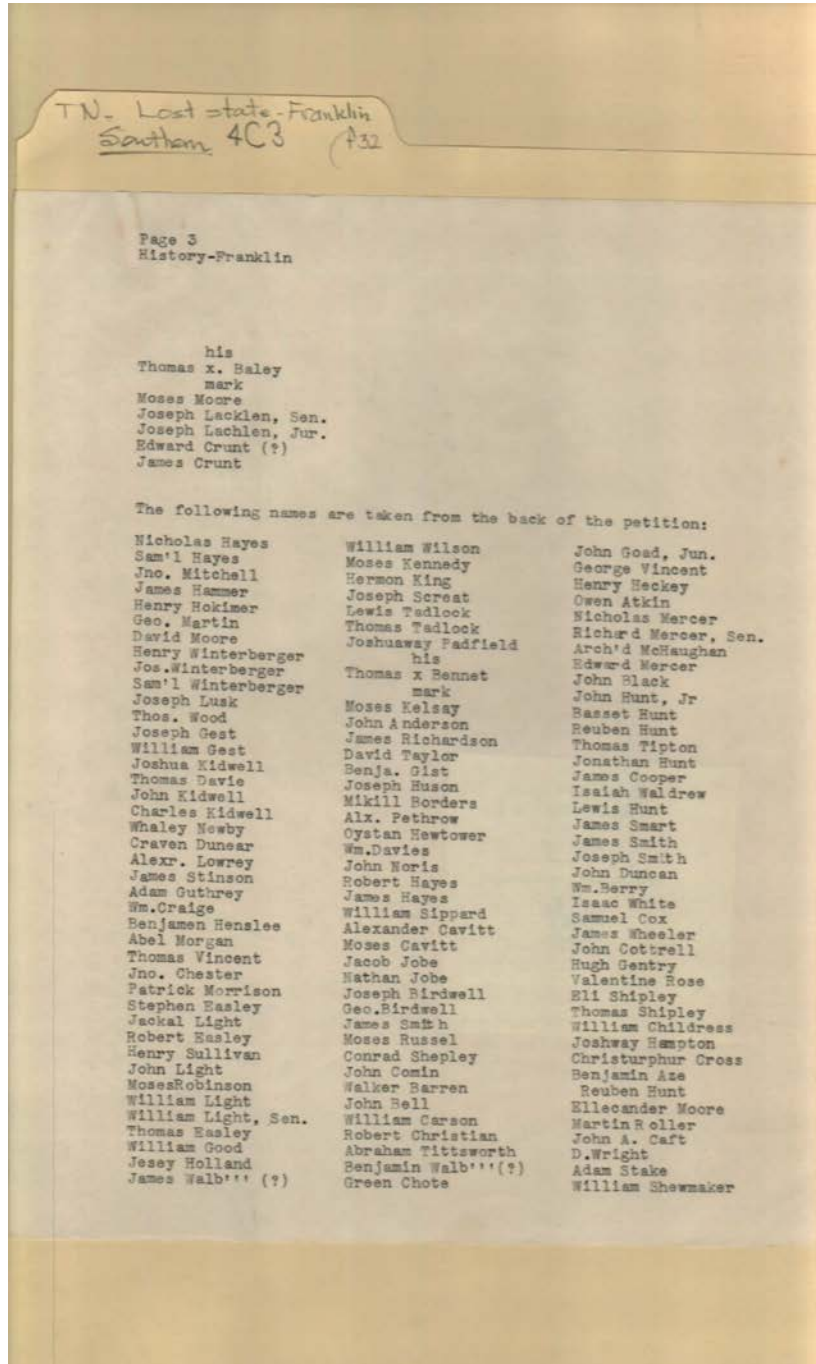 TN- Lost state-Franklin
Southern 4C3 p32
Page 3
History-Franklin
his
Thomas x. Baley
mark
Moses Moore
Joseph Lacklen, Sen.
Joseph Lachlen, Jur.
Edward Crunt (?)
James Crunt
The following names are taken from the back of the petition:
Nicholas Hayes
Sam'l Hayes
Jno. Mitchell
James Hammer
Henry Hokimer
Geo. Martin
David Moore
Henry Winterberger
Jos.Winterberger
Sam'l Winterberger
Joseph Lusk
Thos. Wood
Joseph Gest
William Gest
Joshua Kidwell
Thomas Davie
John Kidwell
Charles Kidwell
Whaley Newby
Craven Dunear
Alexr. Lowrey
James Stinson
Adam Guthrey
Wm.Craige
Benjamen Henslee
Abel Morgan
Thomas Vincent
Jno. Chester
Patrick Morrison
Stephen Easley
Jackal Light
Robert Easley
Henry Sullivan
John Light
MosesRobinson
William Light
William Light, Sen.
Thomas Easley
William Good
Jesey Holland
James Walb''' (?)
William Wilson
Moses Kennedy
Hermon King
Joseph Screat
Lewis Tadlock
Thomas Tadlock
Joshuaway Padfield
his
Thomas x Bennet
mark
Moses Kelsay
John Anderson
James Richardson
David Taylor
Benja. Gist
Joseph Huson
Mikill Borders
Alx. Pethrow
Oystan Hewtower
Wm.Davies
John Noris
Robert Hayes
James Hayes
William Sippard
Alexander Cavitt
Moses Cavitt
Jacob Jobe
Nathan Jobe
Joseph Birdwell
Geo.Birdwell
James Smith
Moses Russel
Conrad Shepley
John Comin
Walker Barren
John Bell
William Carson
Robert Christian
Abraham Tittsworth
Benjamin Walb'''(?)
Green Chote
John Goad, Jun.
George Vincent
Henry Heckey
Owen Atkin
Nicholas Mercer
Richard Mercer, Sen.
Arch'd McHaughan
Edward Mercer
John Black
John Hunt, Jr
Basset Hunt
Reuben Hunt
Thomas Tipton
Jonathan Hunt
James Cooper
Isaiah Waldrew
Lewis Hunt
James Smart
James Smith
Joseph Smith
John Duncan
Wm.Berry
Isaac White
Samuel Cox
James Wheeler
John Cottrell
Hugh Gentry
Valentine Rose
Eli Shipley
Thomas Shipley
William Childress
Joshway Hampton
Christurphur Cross
Benjamin Aze
Reuben Hunt
Ellecander Moore
Martin Roller
John A. Caft
D.Wright
Adam Stake
William Shewmaker